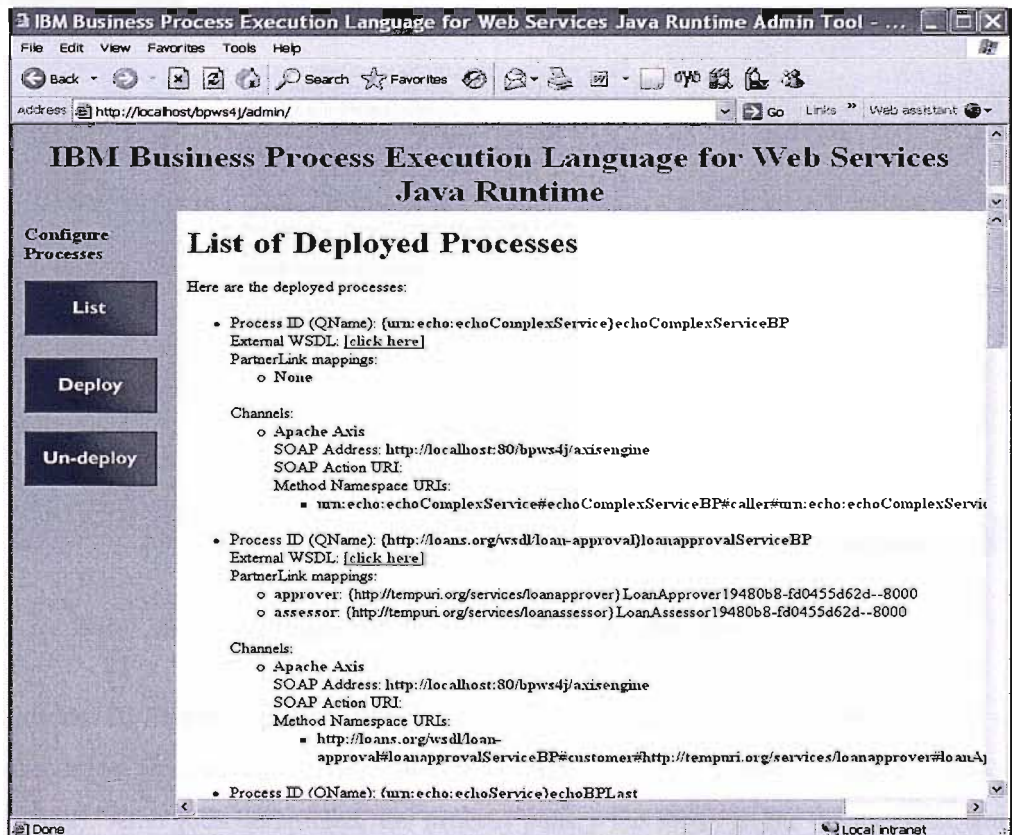 IBM Business Process Execution Language for Web Services Java Runtime Admin Tool - ...
File Edit View Favorites Tools Help
Back Search Favorites
Address http://localhost/bpws4j/admin/ Go Links » Web assistant
IBM Business Process Execution Language for Web Services
Java Runtime
Configure
Processes
List
Deploy
Un-deploy
List of Deployed Processes
Here are the deployed processes:
• Process ID (QName): {urn:echo:echoComplexService}echoComplexServiceBP
External WSDL: [click here]
PartnerLink mappings:
o None
Channels:
o Apache Axis
SOAP Address: http://localhost:80/bpws4j/axisengine
SOAP Action URI:
Method Namespace URIs:
▪ urn:echo:echoComplexService#echoComplexServiceBP#caller#urn:echo:echoComplexServic
• Process ID (QName): {http://loans.org/wsdl/loan-approval}loanapprovalServiceBP
External WSDL: [click here]
PartnerLink mappings:
o approver: {http://tempuri.org/services/loanapprover}LoanApprover19480b8-fd0455d62d--8000
o assessor: {http://tempuri.org/services/loanassessor}LoanAssessor19480b8-fd0455d62d--8000
Channels:
o Apache Axis
SOAP Address: http://localhost:80/bpws4j/axisengine
SOAP Action URI:
Method Namespace URIs:
▪ http://loans.org/wsdl/loan-
approval#loanapprovalServiceBP#customer#http://tempuri.org/services/loanapprover#loanAp
• Process ID (QName): {urn:echo:echoService}echoBPLast
Done Local intranet